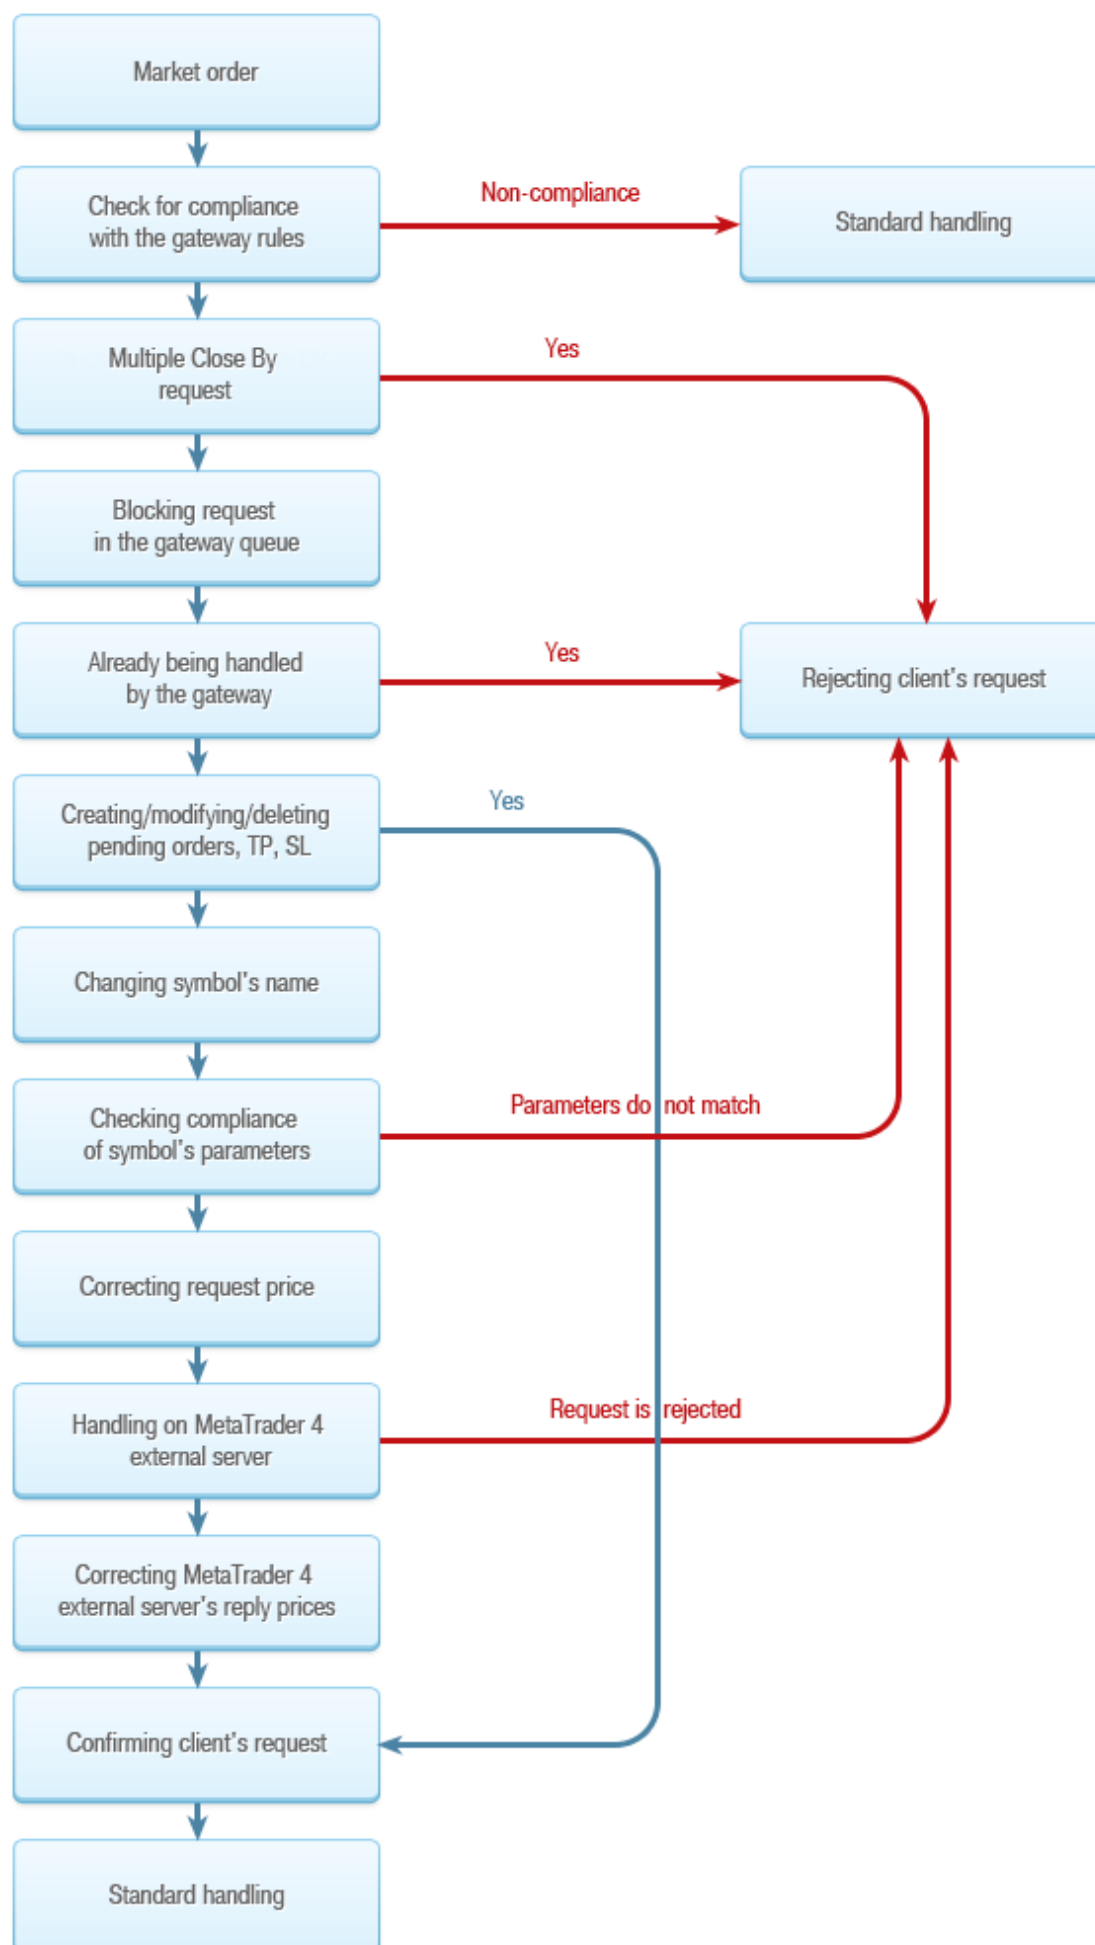 Market order
Check for compliance
with the gateway rules
Non-compliance
Standard handling
Multiple Close By
request
Yes
Blocking request
in the gateway queue
Already being handled
by the gateway
Yes
Rejecting client's request
Creating/modifying/deleting
pending orders, TP, SL
Yes
Changing symbol's name
Checking compliance
of symbol's parameters
Parameters do not match
Correcting request price
Handling on MetaTrader 4
external server
Request is rejected
Correcting MetaTrader 4
external server's reply prices
Confirming client's request
Standard handling